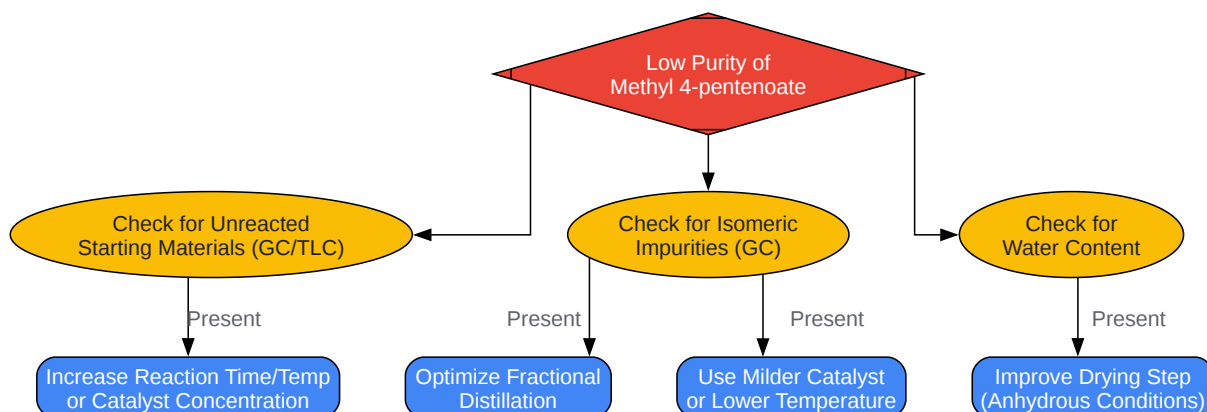 Low Purity of
Methyl 4-pentenoate
Check for Unreacted
Starting Materials (GC/TLC)
Check for Isomeric
Impurities (GC)
Check for
Water Content
Present
Present
Present
Present
Increase Reaction Time/Temp
or Catalyst Concentration
Optimize Fractional
Distillation
Use Milder Catalyst
or Lower Temperature
Improve Drying Step
(Anhydrous Conditions)